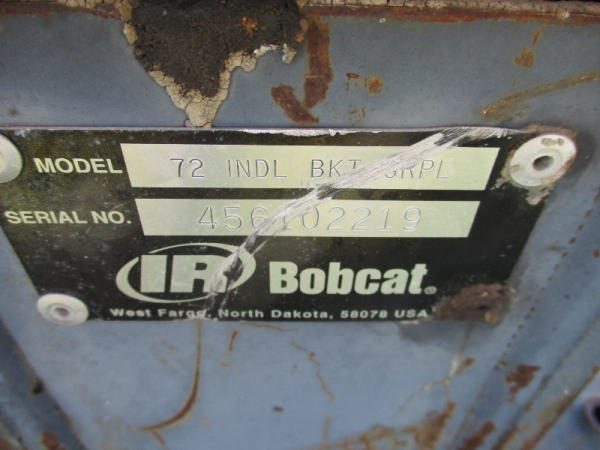 MODEL 72 INDL BKT GRPL
SERIAL NO. 456102219
IR Bobcat®
West Fargo, North Dakota, 58078 USA